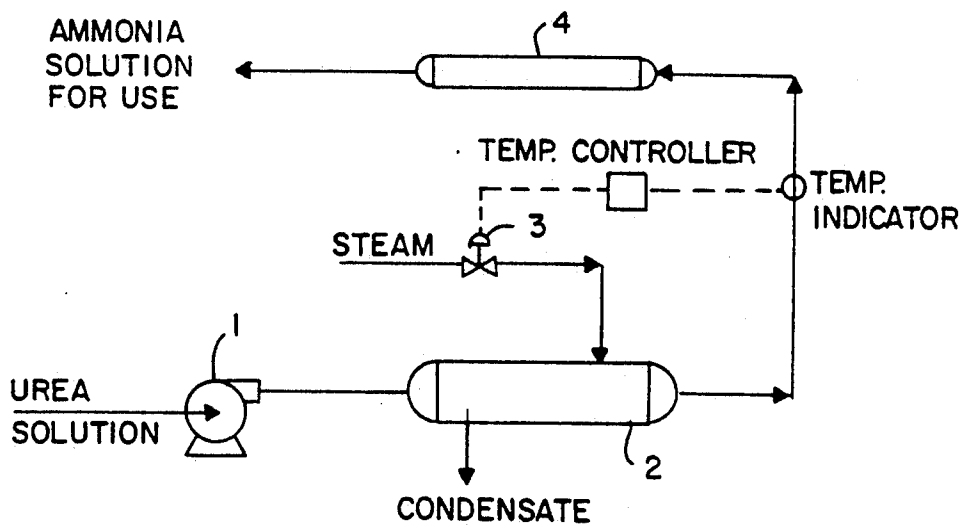 AMMONIA
SOLUTION
FOR USE
4
TEMP. CONTROLLER
TEMP.
INDICATOR
3
STEAM
1
UREA
SOLUTION
2
CONDENSATE